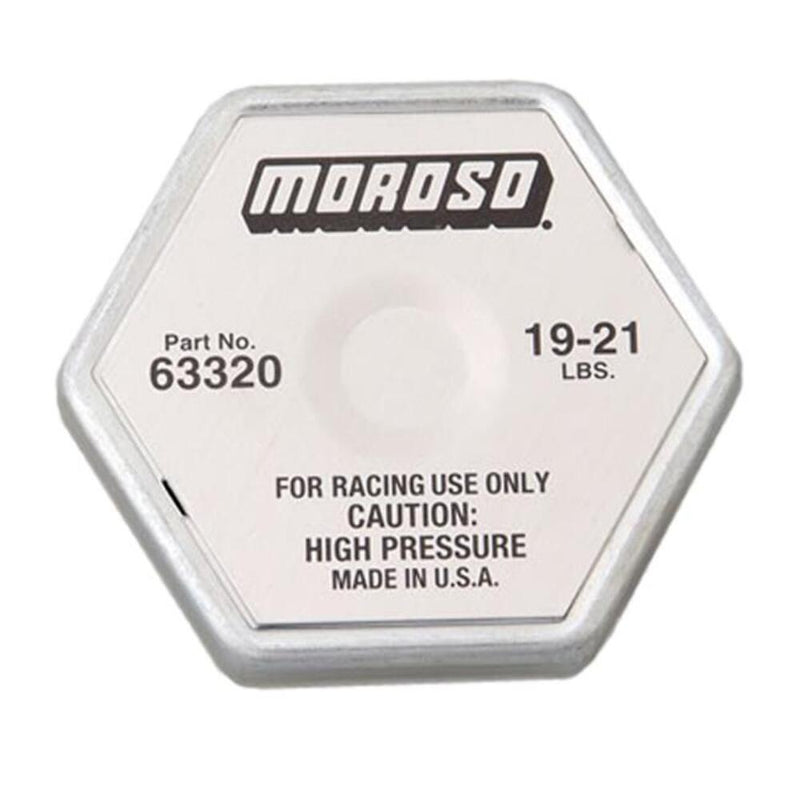 MOROSO.
Part No.
63320
19-21
LBS.
FOR RACING USE ONLY
CAUTION:
HIGH PRESSURE
MADE IN U.S.A.